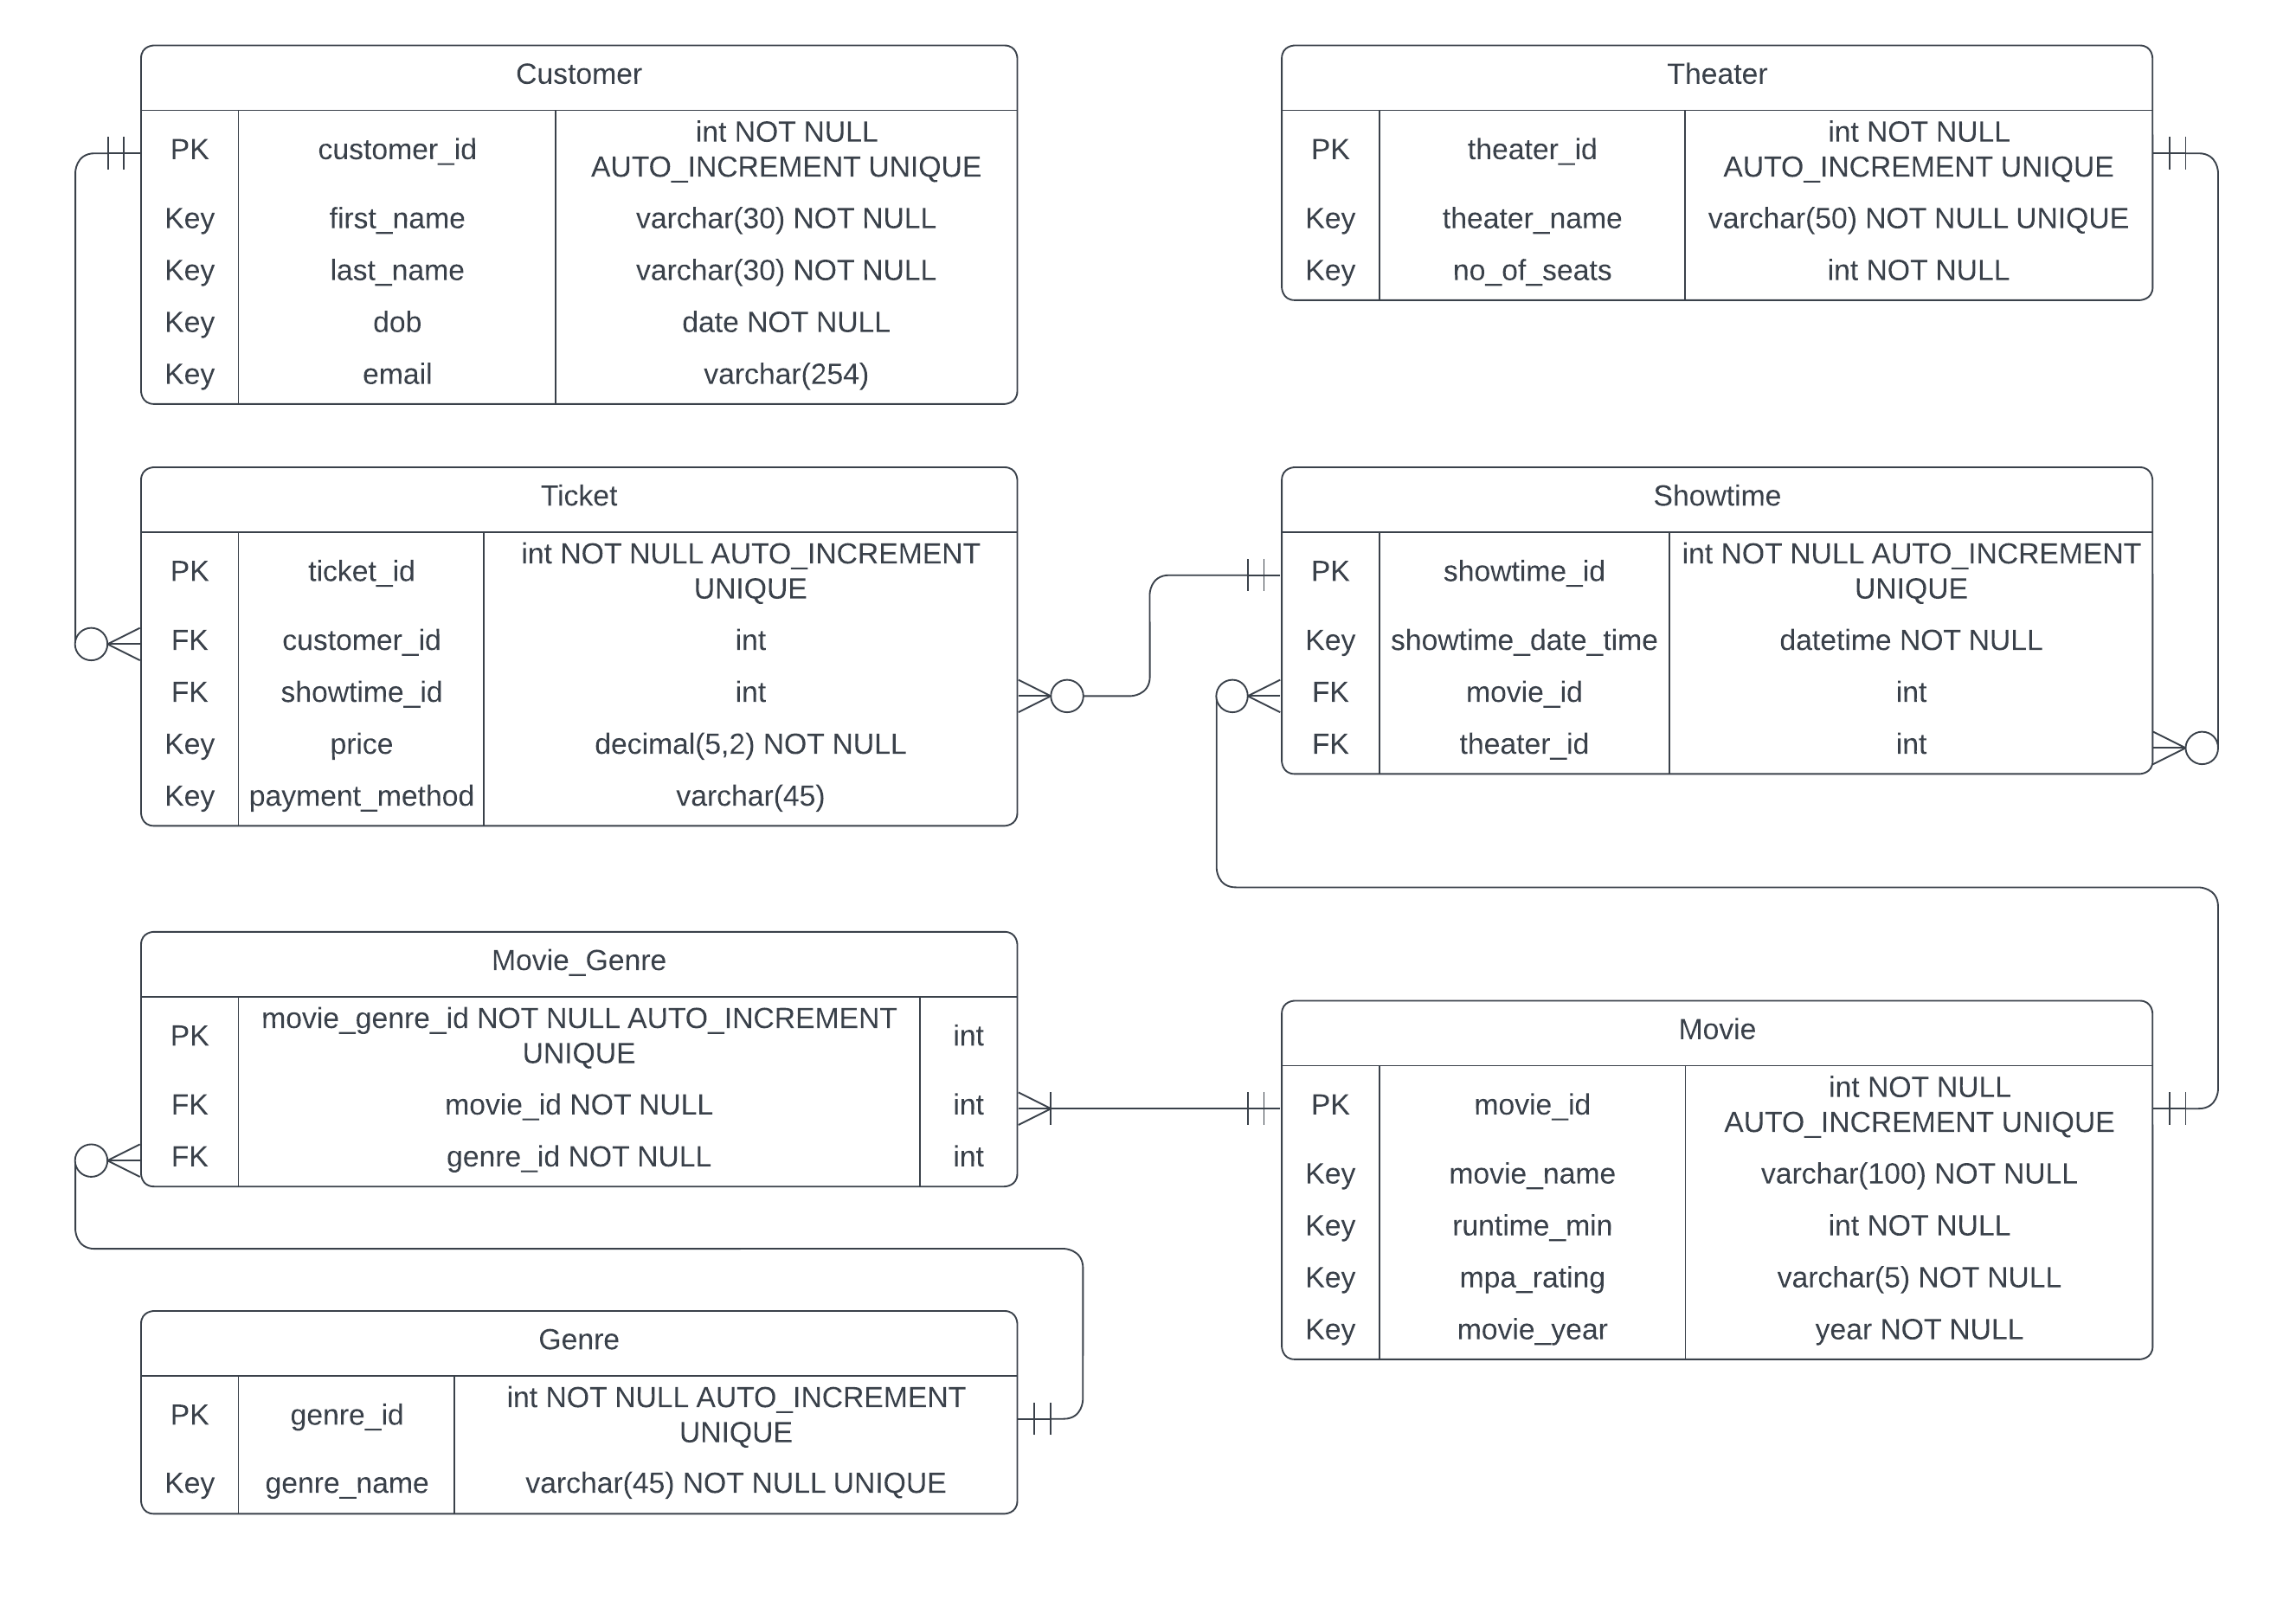 Customer
PK customer_id int NOT NULL
AUTO_INCREMENT UNIQUE
Key first_name varchar(30) NOT NULL
Key last_name varchar(30) NOT NULL
Key dob date NOT NULL
Key email varchar(254)
Theater
PK theater_id int NOT NULL
AUTO_INCREMENT UNIQUE
Key theater_name varchar(50) NOT NULL UNIQUE
Key no_of_seats int NOT NULL
Ticket
PK ticket_id int NOT NULL AUTO_INCREMENT
UNIQUE
FK customer_id int
FK showtime_id int
Key price decimal(5,2) NOT NULL
Key payment_method varchar(45)
Showtime
PK showtime_id int NOT NULL AUTO_INCREMENT
UNIQUE
Key showtime_date_time datetime NOT NULL
FK movie_id int
FK theater_id int
Movie_Genre
PK movie_genre_id NOT NULL AUTO_INCREMENT
UNIQUE int
FK movie_id NOT NULL int
FK genre_id NOT NULL int
Movie
PK movie_id int NOT NULL
AUTO_INCREMENT UNIQUE
Key movie_name varchar(100) NOT NULL
Key runtime_min int NOT NULL
Key mpa_rating varchar(5) NOT NULL
Key movie_year year NOT NULL
Genre
PK genre_id int NOT NULL AUTO_INCREMENT
UNIQUE
Key genre_name varchar(45) NOT NULL UNIQUE